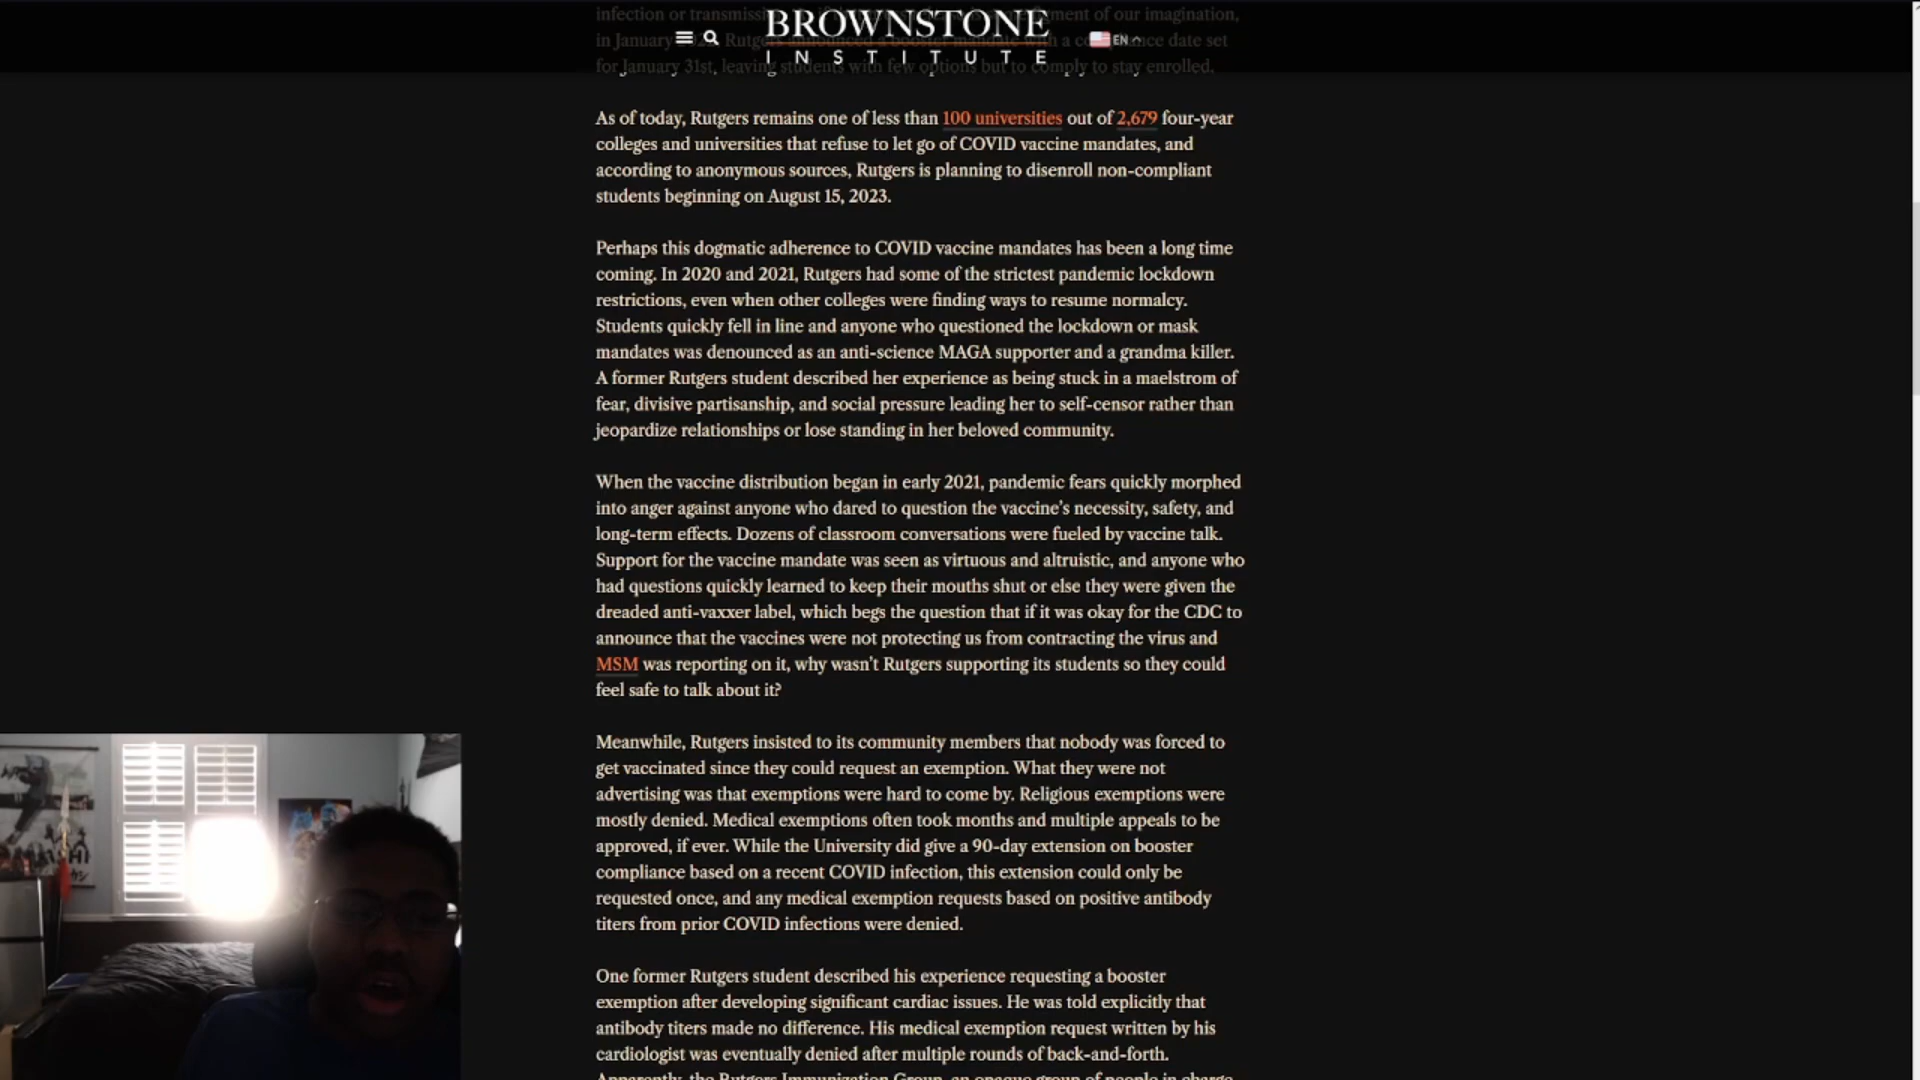 infection or transmiss gment of our imagination,
BROWNSTONE
INSTITUTE
EN
in January Rutgers announced a booster mandate with a compliance date set
for January 31st, leaving students with few options but to comply to stay enrolled.
As of today, Rutgers remains one of less than 100 universities out of 2,679 four-year
colleges and universities that refuse to let go of COVID vaccine mandates, and
according to anonymous sources, Rutgers is planning to disenroll non-compliant
students beginning on August 15, 2023.
Perhaps this dogmatic adherence to COVID vaccine mandates has been a long time
coming. In 2020 and 2021, Rutgers had some of the strictest pandemic lockdown
restrictions, even when other colleges were finding ways to resume normalcy.
Students quickly fell in line and anyone who questioned the lockdown or mask
mandates was denounced as an anti-science MAGA supporter and a grandma killer.
A former Rutgers student described her experience as being stuck in a maelstrom of
fear, divisive partisanship, and social pressure leading her to self-censor rather than
jeopardize relationships or lose standing in her beloved community.
When the vaccine distribution began in early 2021, pandemic fears quickly morphed
into anger against anyone who dared to question the vaccine's necessity, safety, and
long-term effects. Dozens of classroom conversations were fueled by vaccine talk.
Support for the vaccine mandate was seen as virtuous and altruistic, and anyone who
had questions quickly learned to keep their mouths shut or else they were given the
dreaded anti-vaxxer label, which begs the question that if it was okay for the CDC to
announce that the vaccines were not protecting us from contracting the virus and
MSM was reporting on it, why wasn't Rutgers supporting its students so they could
feel safe to talk about it?
Meanwhile, Rutgers insisted to its community members that nobody was forced to
get vaccinated since they could request an exemption. What they were not
advertising was that exemptions were hard to come by. Religious exemptions were
mostly denied. Medical exemptions often took months and multiple appeals to be
approved, if ever. While the University did give a 90-day extension on booster
compliance based on a recent COVID infection, this extension could only be
requested once, and any medical exemption requests based on positive antibody
titers from prior COVID infections were denied.
One former Rutgers student described his experience requesting a booster
exemption after developing significant cardiac issues. He was told explicitly that
antibody titers made no difference. His medical exemption request written by his
cardiologist was eventually denied after multiple rounds of back-and-forth.
Apparently, the Rutgers Immunization Group, an opaque group of people in charge